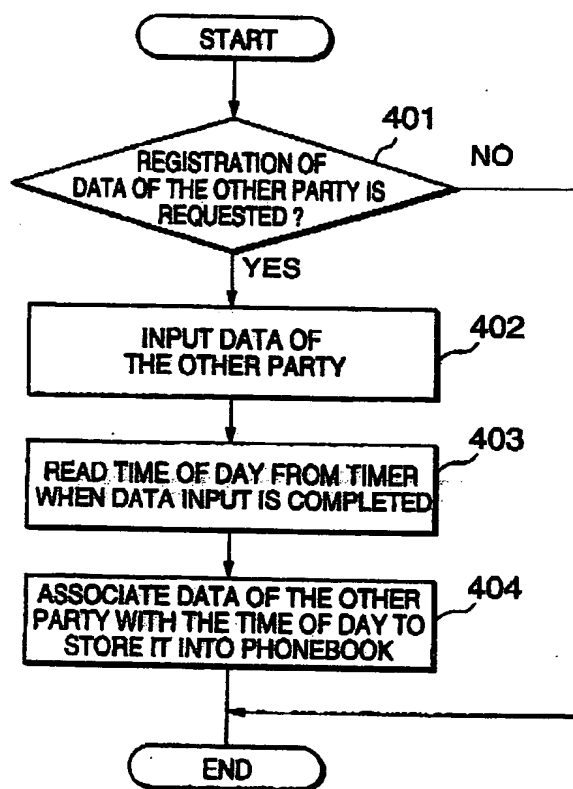 START
401
REGISTRATION OF
DATA OF THE OTHER PARTY IS
REQUESTED ?
NO
YES
INPUT DATA OF
THE OTHER PARTY
402
READ TIME OF DAY FROM TIMER
WHEN DATA INPUT IS COMPLETED
403
ASSOCIATE DATA OF THE OTHER
PARTY WITH THE TIME OF DAY TO
STORE IT INTO PHONEBOOK
404
END